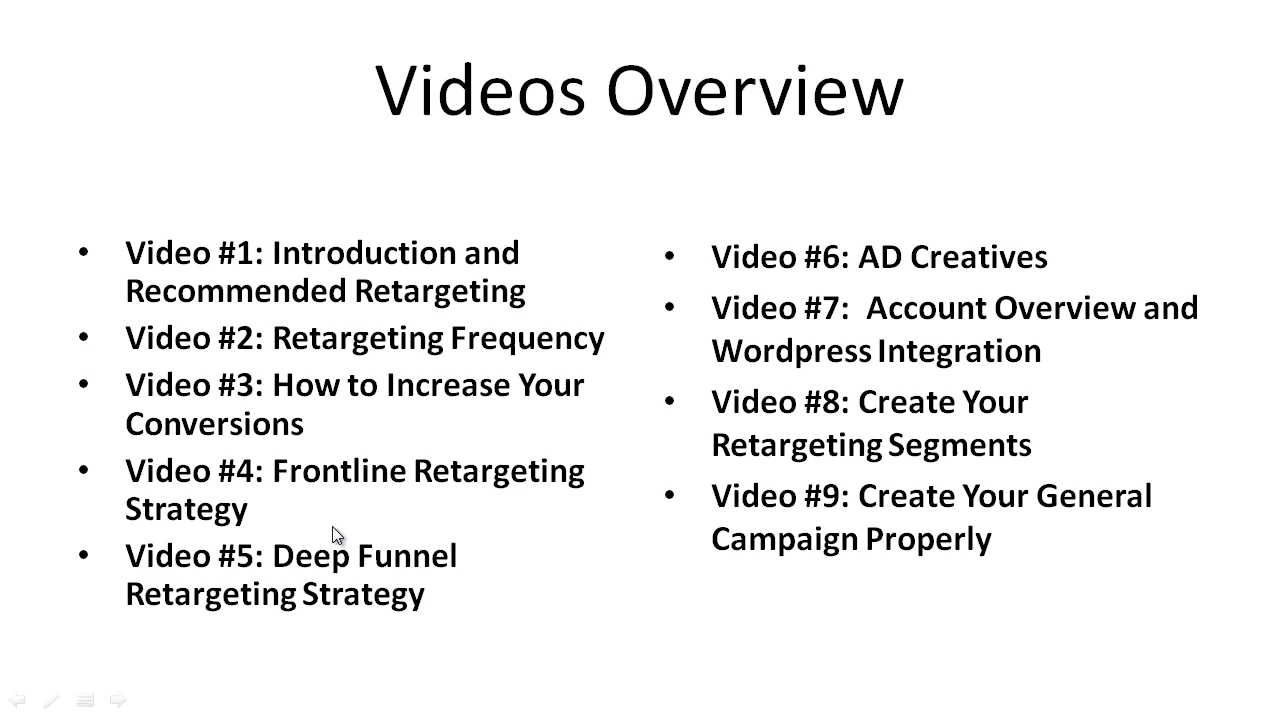 Videos Overview
• Video #1: Introduction and
Recommended Retargeting
• Video #2: Retargeting Frequency
• Video #3: How to Increase Your
Conversions
• Video #4: Frontline Retargeting
Strategy
• Video #5: Deep Funnel
Retargeting Strategy
• Video #6: AD Creatives
• Video #7:  Account Overview and
Wordpress Integration
• Video #8: Create Your
Retargeting Segments
• Video #9: Create Your General
Campaign Properly